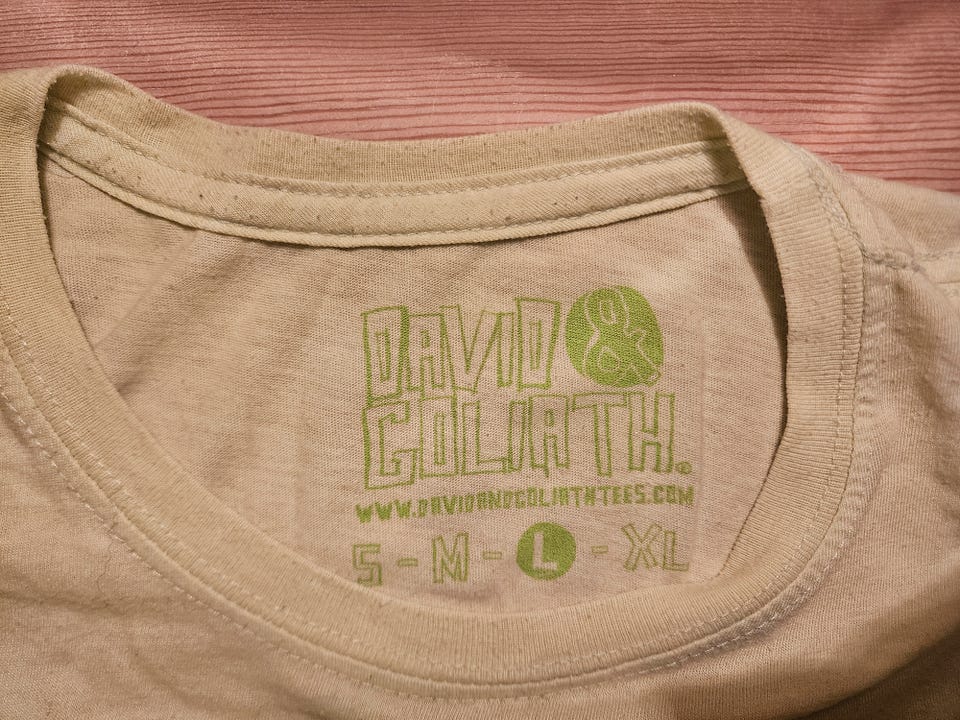 DAVID &
GOLIATH.
WWW.DAVIDANDGOLIATHTEES.COM
S - M - L - XL